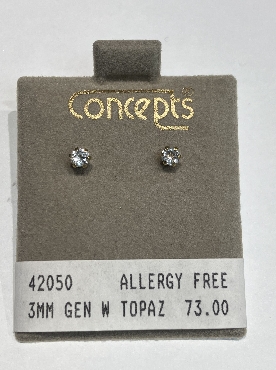 Concepts
42050 ALLERGY FREE
3MM GEN W TOPAZ 73.00